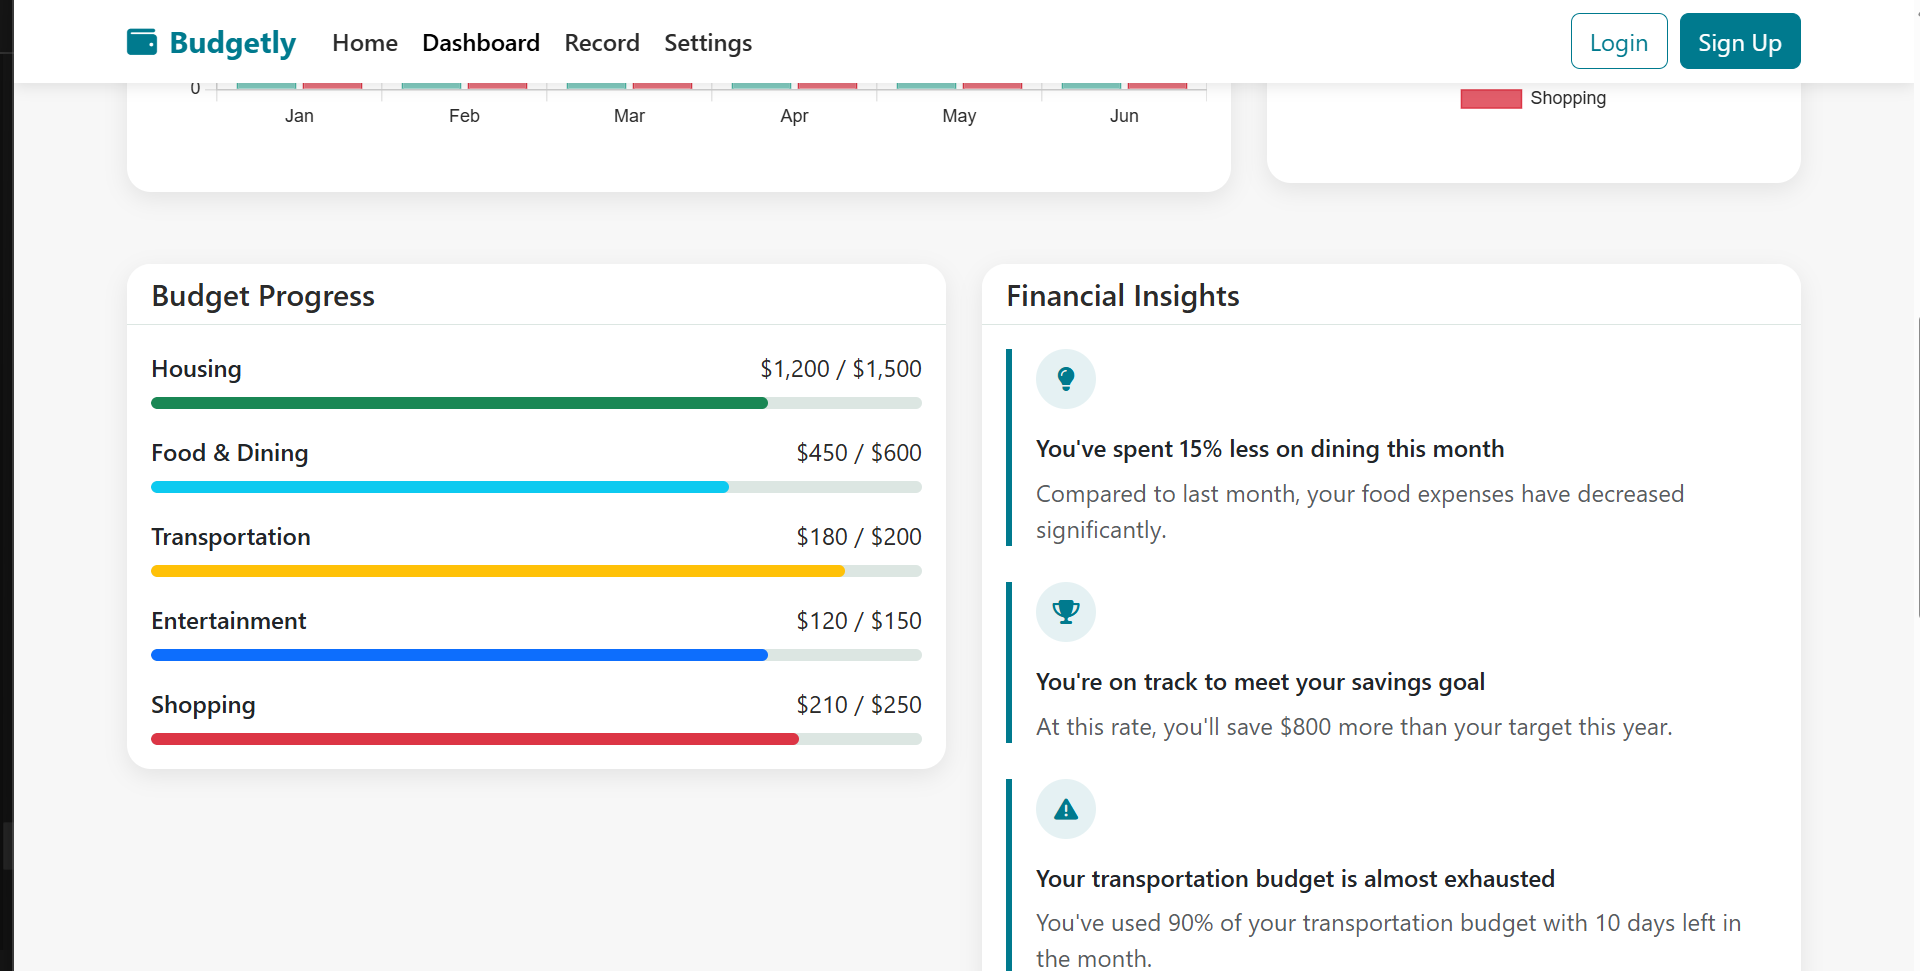 Budgetly Home Dashboard Record Settings Login Sign Up
0
Jan Feb Mar Apr May Jun
Shopping
Budget Progress
Housing $1,200 / $1,500
Food & Dining $450 / $600
Transportation $180 / $200
Entertainment $120 / $150
Shopping $210 / $250
Financial Insights
You've spent 15% less on dining this month
Compared to last month, your food expenses have decreased
significantly.
You're on track to meet your savings goal
At this rate, you'll save $800 more than your target this year.
Your transportation budget is almost exhausted
You've used 90% of your transportation budget with 10 days left in
the month.